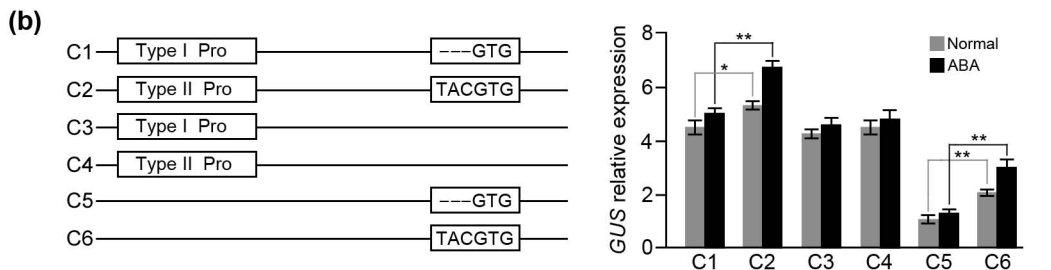 (b)
C1 Type I Pro ---GTG
C2 Type II Pro TACGTG
C3 Type I Pro
C4 Type II Pro
C5 ---GTG
C6 TACGTG
GUS relative expression
8
6
4
2
0
Normal
ABA
**
*
**
**
C1 C2 C3 C4 C5 C6